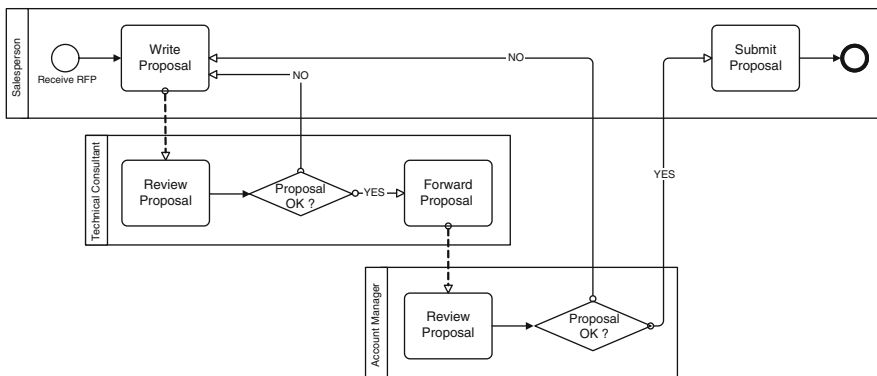 Salesperson
Receive RFP
Write
Proposal
NO
NO
Submit
Proposal
Technical Consultant
Review
Proposal
Proposal
OK ?
YES
Forward
Proposal
YES
Account Manager
Review
Proposal
Proposal
OK ?